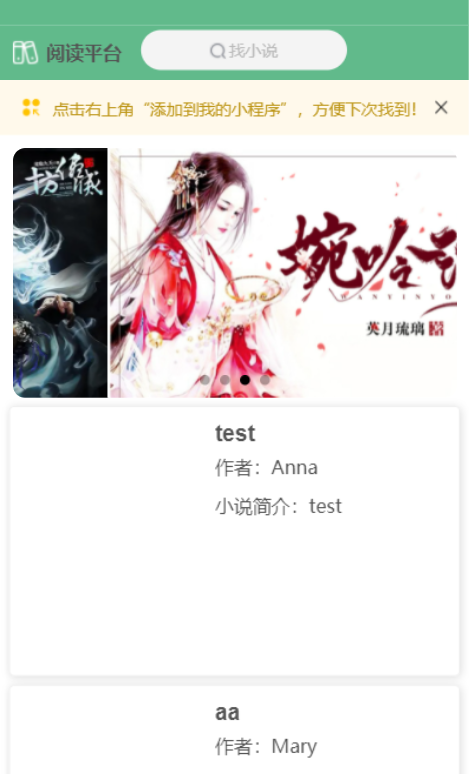 阅读平台
找小说
点击右上角“添加到我的小程序”，方便下次找到！
十方
婉吟
WANYINYO
英月琉璃
test
作者：Anna
小说简介：test
aa
作者：Mary